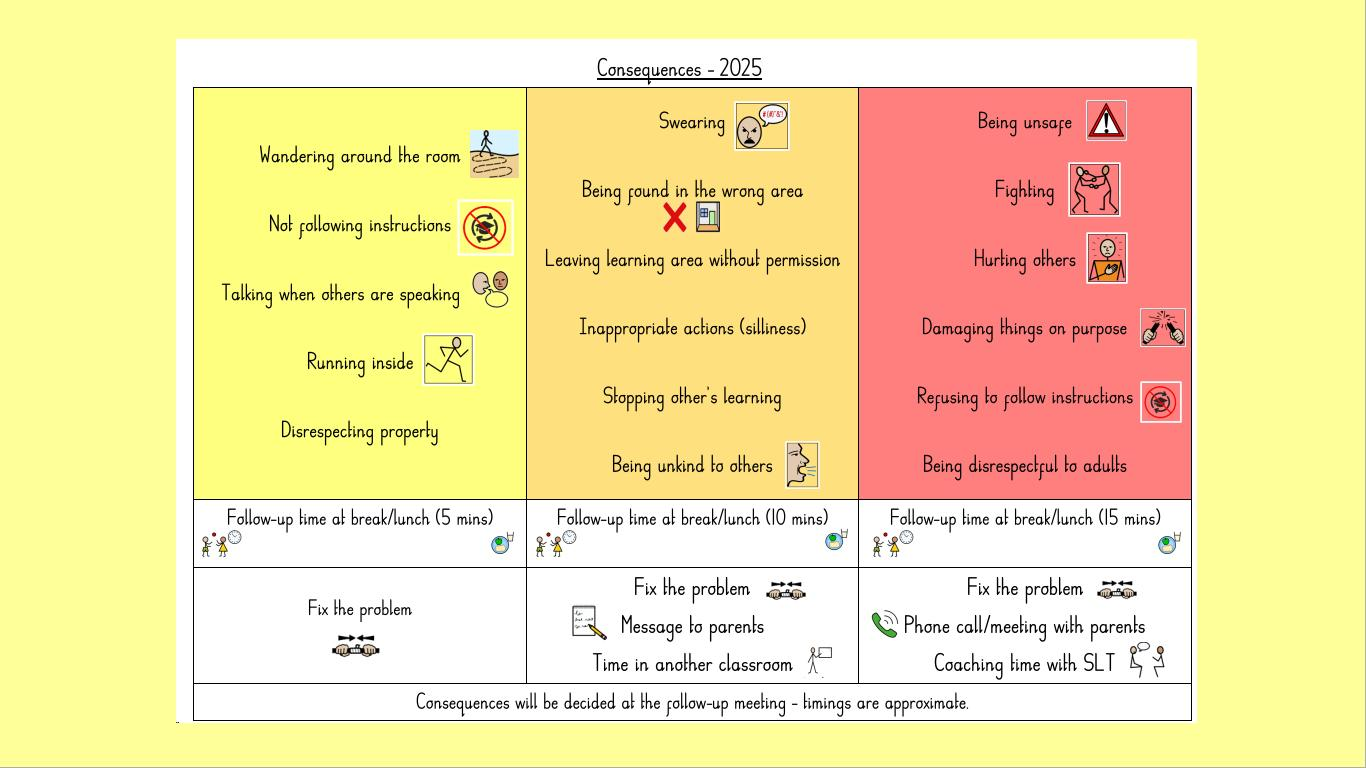 Consequences - 2025
Wandering around the room
Not following instructions
Talking when others are speaking
Running inside
Disrespecting property
Swearing
#@#!*&!
Being found in the wrong area
Leaving learning area without permission
Inappropriate actions (silliness)
Stopping other's learning
Being unkind to others
Being unsafe
Fighting
Hurting others
Damaging things on purpose
Refusing to follow instructions
Being disrespectful to adults
Follow-up time at break/lunch (5 mins)
Follow-up time at break/lunch (10 mins)
Follow-up time at break/lunch (15 mins)
Fix the problem
Fix the problem
Message to parents
Time in another classroom
Fix the problem
Phone call/meeting with parents
Coaching time with SLT
Consequences will be decided at the follow-up meeting - timings are approximate.